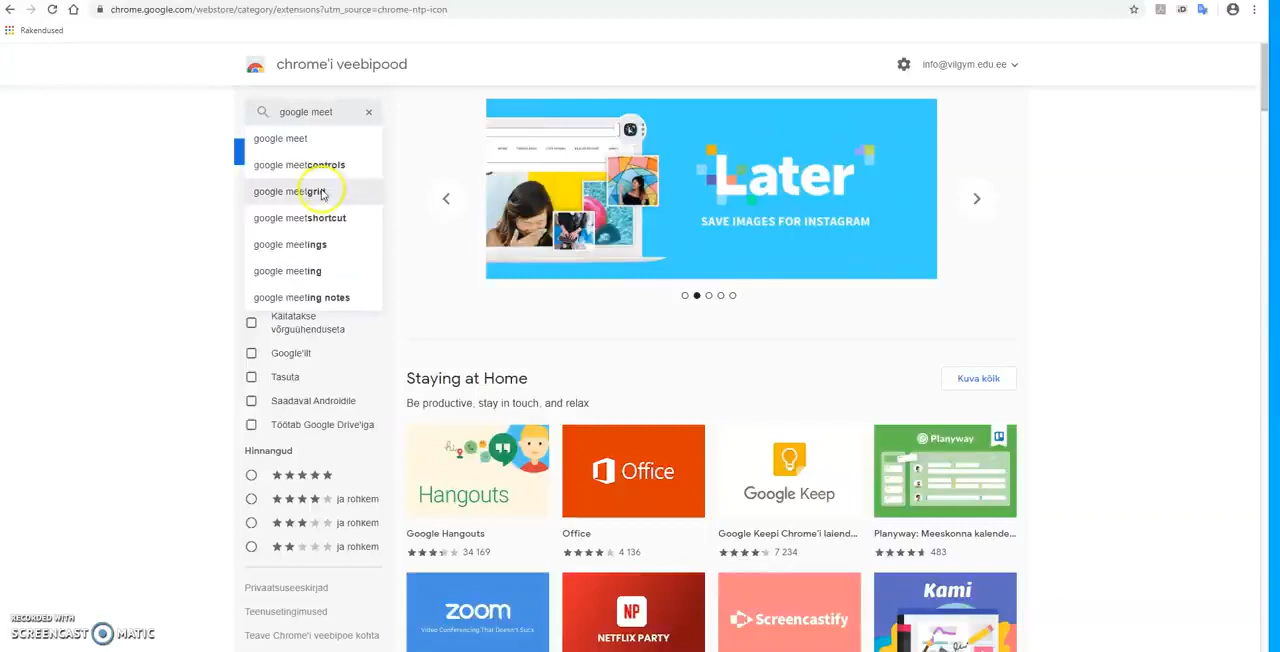 chrome.google.com/webstore/category/extensions?utm_source=chrome-ntp-icon
Rakendused
chrome'i veebipood
info@vilgym.edu.ee
google meet
google meet
google meetcontrols
google meetgrid
google meetshortcut
google meetings
google meeting
google meeting notes
Käitatakse
võrguühenduseta
Google'ilt
Tasuta
Saadaval Androidile
Töötab Google Drive'iga
Hinnangud
ja rohkem
ja rohkem
ja rohkem
Privaatsuseeskirjad
Teenusetingimused
Teave Chrome'i veebipoe kohta
Later
SAVE IMAGES FOR INSTAGRAM
Staying at Home
Kuva kõik
Be productive, stay in touch, and relax
hi
Hangouts
Office
Google Keep
Planyway
Google Hangouts
34 169
Office
4 136
Google Keepi Chrome'i laiend...
7 234
Planyway: Meeskonna kalende...
483
zoom
Video Conferencing That Doesn't Suck
NP
NETFLIX PARTY
Screencastify
Kami
RECORDED WITH
SCREENCAST MATIC